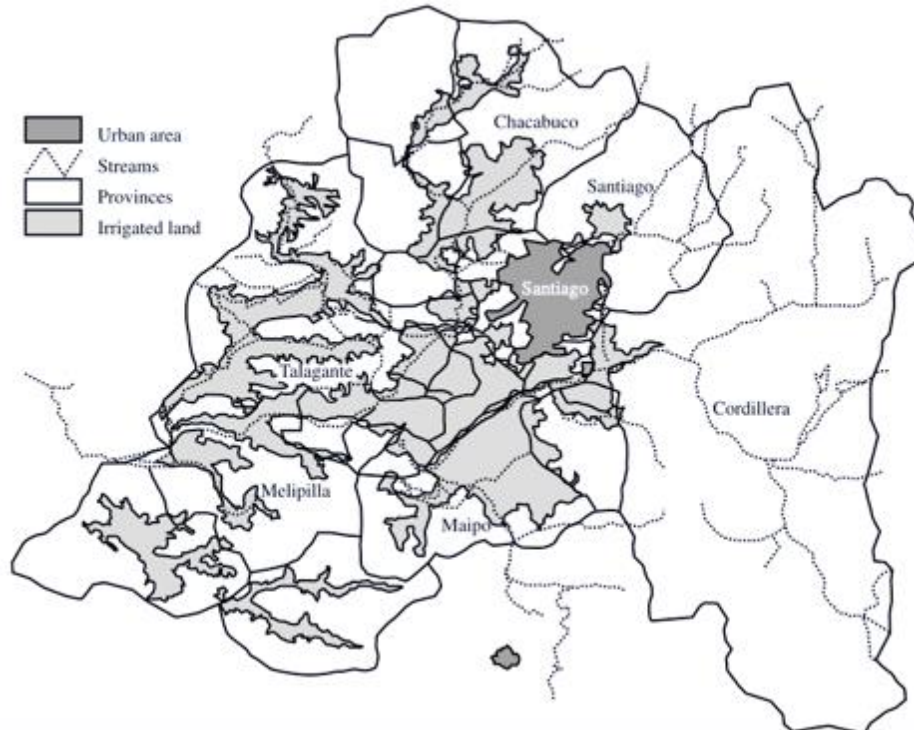 Urban area
Streams
Provinces
Irrigated land
Chacabuco
Santiago
Santiago
Talagante
Cordillera
Melipilla
Maipo